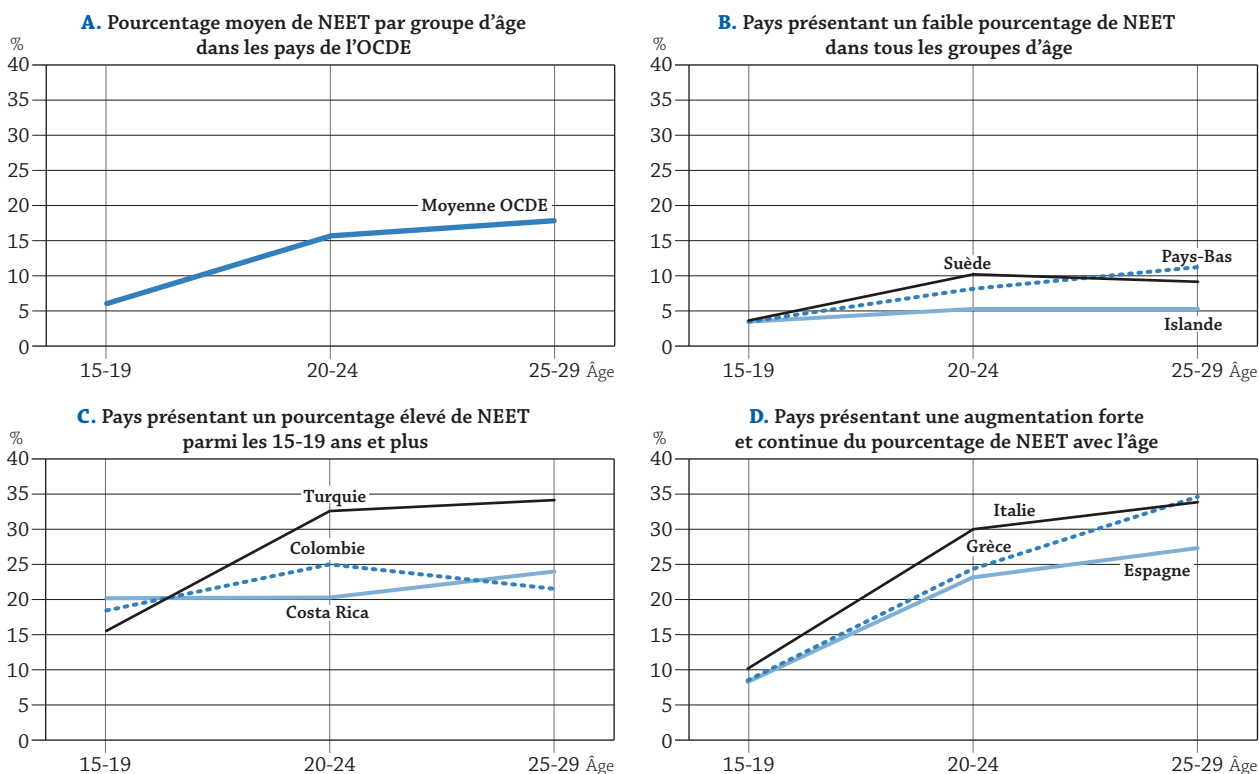 A. Pourcentage moyen de NEET par groupe d'âge
dans les pays de l'OCDE
%
40
35
30
25
20
15
10
5
0
Moyenne OCDE
15-19
20-24
25-29 Âge
B. Pays présentant un faible pourcentage de NEET
dans tous les groupes d'âge
%
40
35
30
25
20
15
10
5
0
Suède
Pays-Bas
Islande
15-19
20-24
25-29 Âge
C. Pays présentant un pourcentage élevé de NEET
parmi les 15-19 ans et plus
%
40
35
30
25
20
15
10
5
0
Turquie
Colombie
Costa Rica
15-19
20-24
25-29 Âge
D. Pays présentant une augmentation forte
et continue du pourcentage de NEET avec l'âge
%
40
35
30
25
20
15
10
5
0
Italie
Grèce
Espagne
15-19
20-24
25-29 Âge